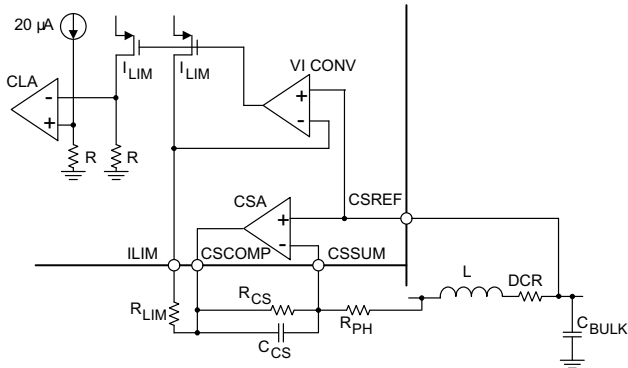 20 µA
CLA
-
+
R
R
I_LIM
I_LIM
VI CONV
+
-
CSA
+
-
CSREF
ILIM
CSCOMP
CSSUM
R_LIM
R_CS
C_CS
R_PH
L
DCR
C_BULK